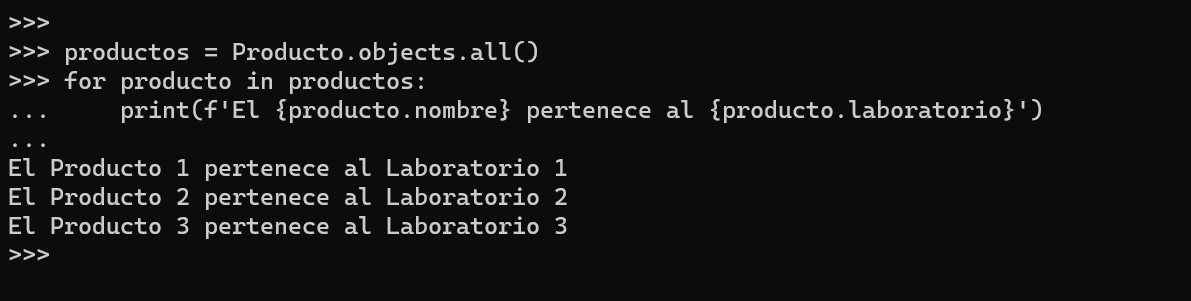 >>>
>>> productos = Producto.objects.all()
>>> for producto in productos:
...     print(f'El {producto.nombre} pertenece al {producto.laboratorio}')
...
El Producto 1 pertenece al Laboratorio 1
El Producto 2 pertenece al Laboratorio 2
El Producto 3 pertenece al Laboratorio 3
>>>